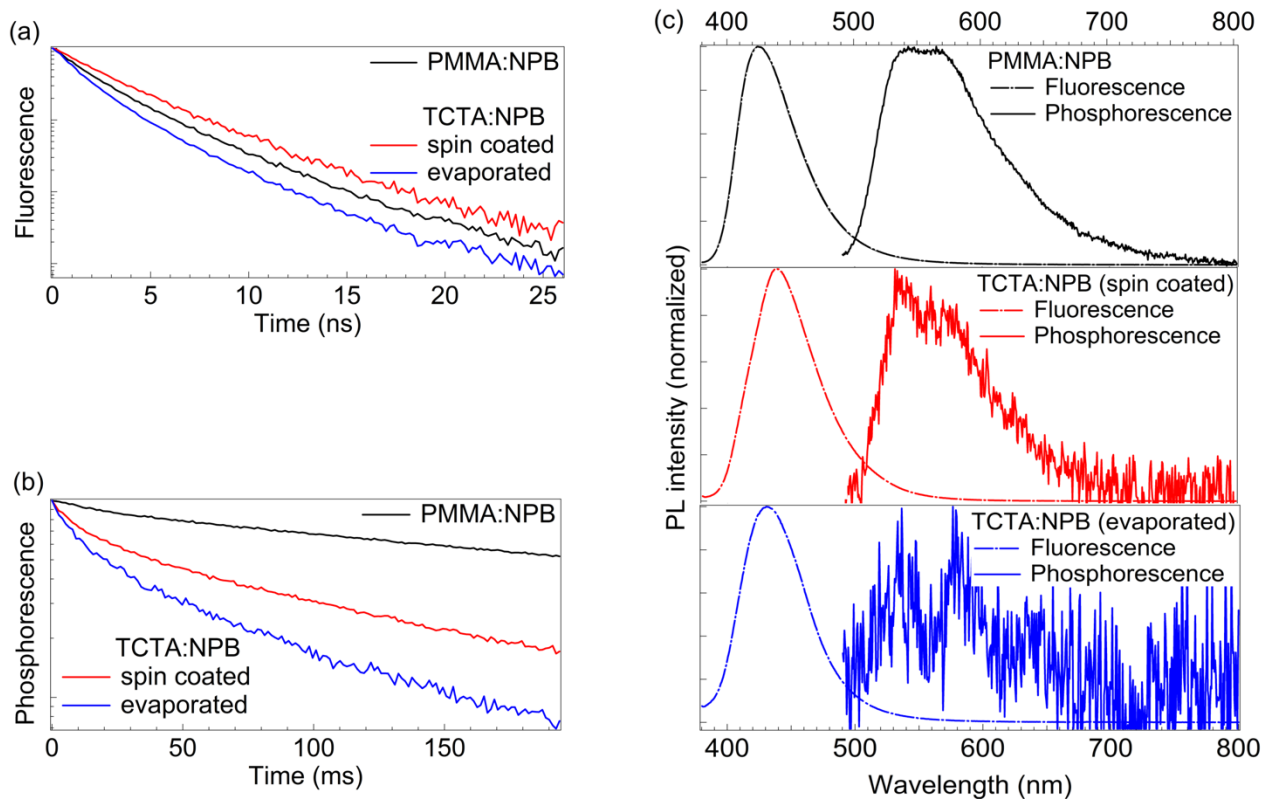 (a)
Fluorescence
PMMA:NPB
TCTA:NPB
spin coated
evaporated
0 5 10 15 20 25
Time (ns)
(b)
Phosphorescence
PMMA:NPB
TCTA:NPB
spin coated
evaporated
0 50 100 150
Time (ms)
(c)
400 500 600 700 800
PL intensity (normalized)
PMMA:NPB
Fluorescence
Phosphorescence
TCTA:NPB (spin coated)
Fluorescence
Phosphorescence
TCTA:NPB (evaporated)
Fluorescence
Phosphorescence
400 500 600 700 800
Wavelength (nm)